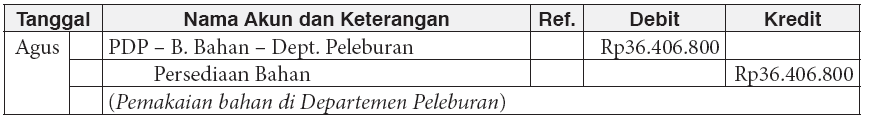 Tanggal Nama Akun dan Keterangan Ref. Debit Kredit
Agus PDP – B. Bahan – Dept. Peleburan Rp36.406.800
Persediaan Bahan Rp36.406.800
(Pemakaian bahan di Departemen Peleburan)